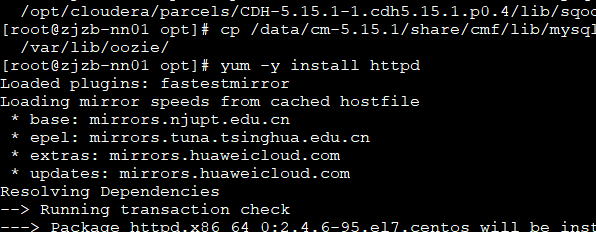 /opt/cloudera/parcels/CDH-5.15.1-1.cdh5.15.1.p0.4/lib/sqoo
[root@zjzb-nn01 opt]# cp /data/cm-5.15.1/share/cmf/lib/mysql
/var/lib/oozie/
[root@zjzb-nn01 opt]# yum -y install httpd
Loaded plugins: fastestmirror
Loading mirror speeds from cached hostfile
* base: mirrors.njupt.edu.cn
* epel: mirrors.tuna.tsinghua.edu.cn
* extras: mirrors.huaweicloud.com
* updates: mirrors.huaweicloud.com
Resolving Dependencies
--> Running transaction check
---> Package httpd.x86_64 0:2.4.6-95.el7.centos will be inst